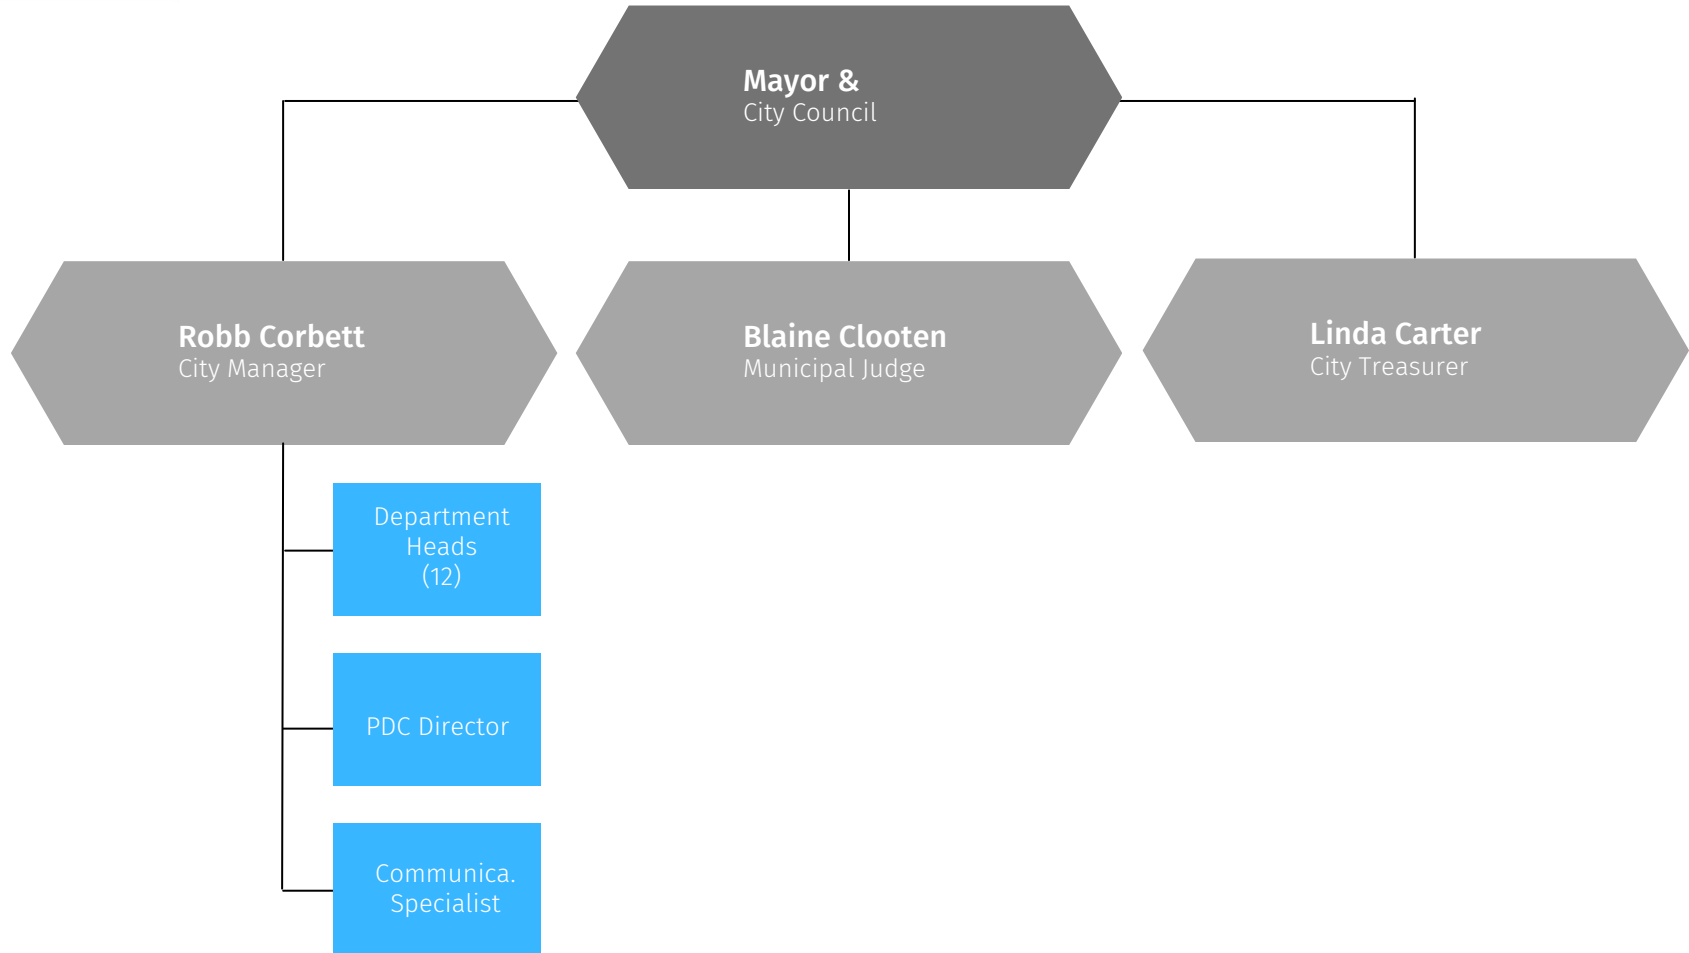 Mayor &
City Council
Robb Corbett
City Manager
Blaine Clooten
Municipal Judge
Linda Carter
City Treasurer
Department
Heads
(12)
PDC Director
Communica.
Specialist